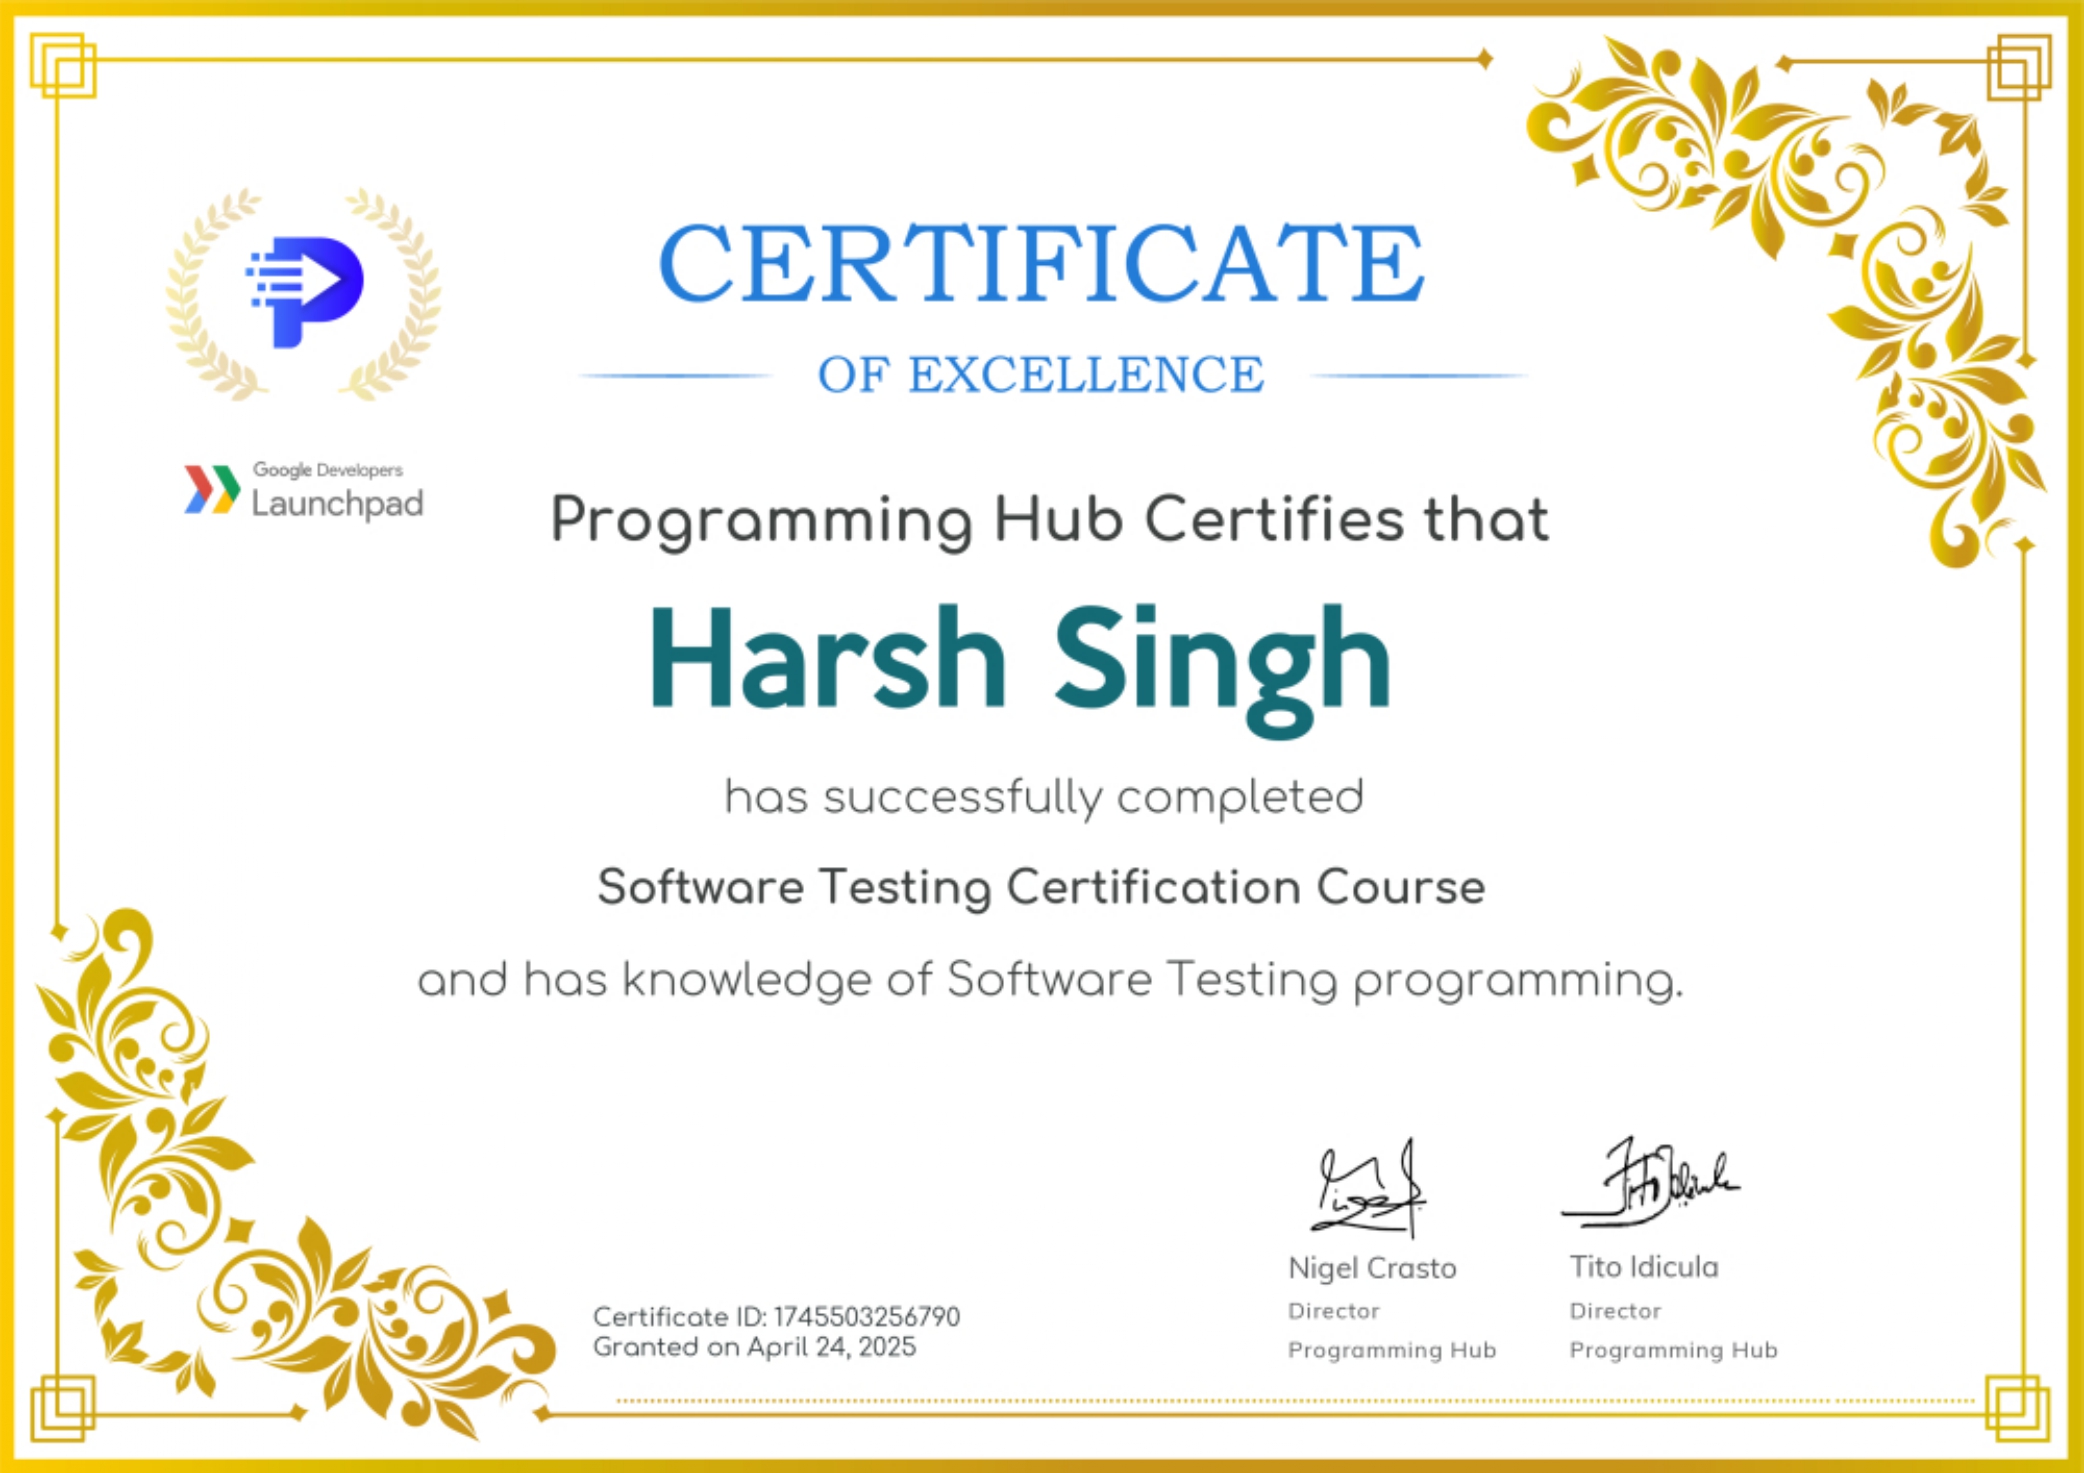 CERTIFICATE
OF EXCELLENCE
Google Developers
Launchpad
Programming Hub Certifies that
Harsh Singh
has successfully completed
Software Testing Certification Course
and has knowledge of Software Testing programming.
Nigel Crasto
Director
Programming Hub
Tito Idicula
Director
Programming Hub
Certificate ID: 1745503256790
Granted on April 24, 2025